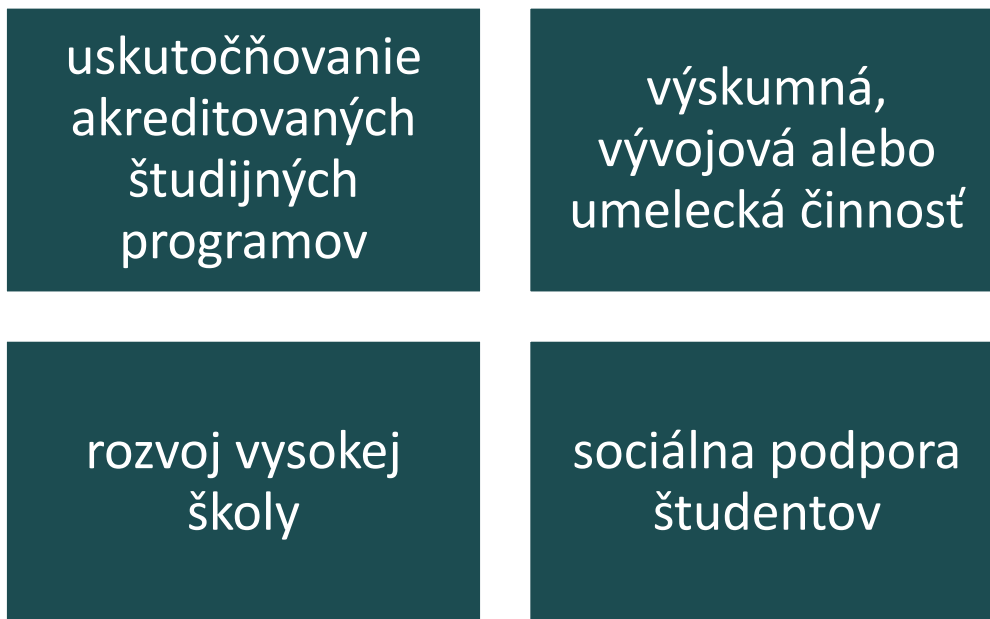 uskutočňovanie
akreditovaných
študijných
programov
výskumná,
vývojová alebo
umelecká činnosť
rozvoj vysokej
školy
sociálna podpora
študentov